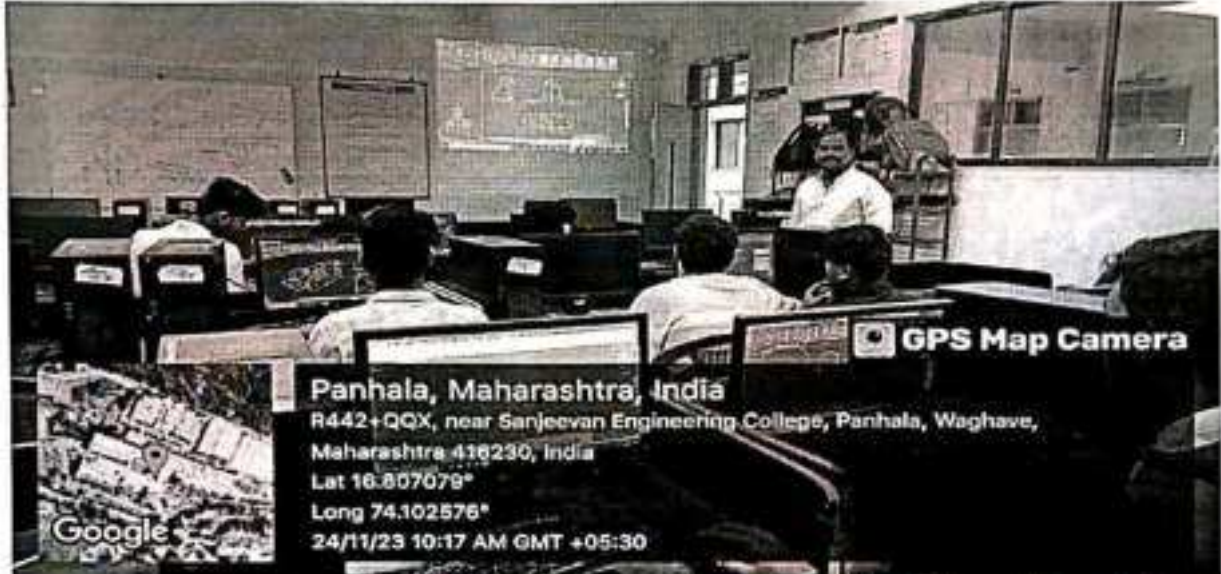 GPS Map Camera
Panhala, Maharashtra, India
R442+QQX, near Sanjeevan Engineering College, Panhala, Waghave,
Maharashtra 416230, India
Lat 16.807079°
Long 74.102576°
24/11/23 10:17 AM GMT +05:30
Google